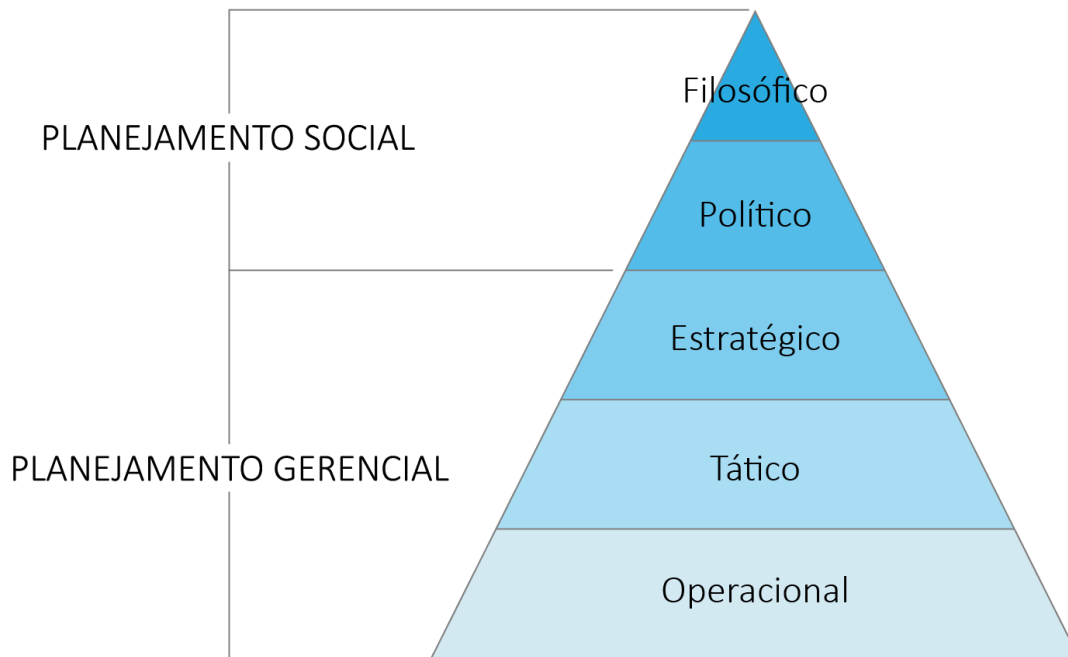 Filosófico
PLANEJAMENTO SOCIAL
Político
Estratégico
PLANEJAMENTO GERENCIAL
Tático
Operacional